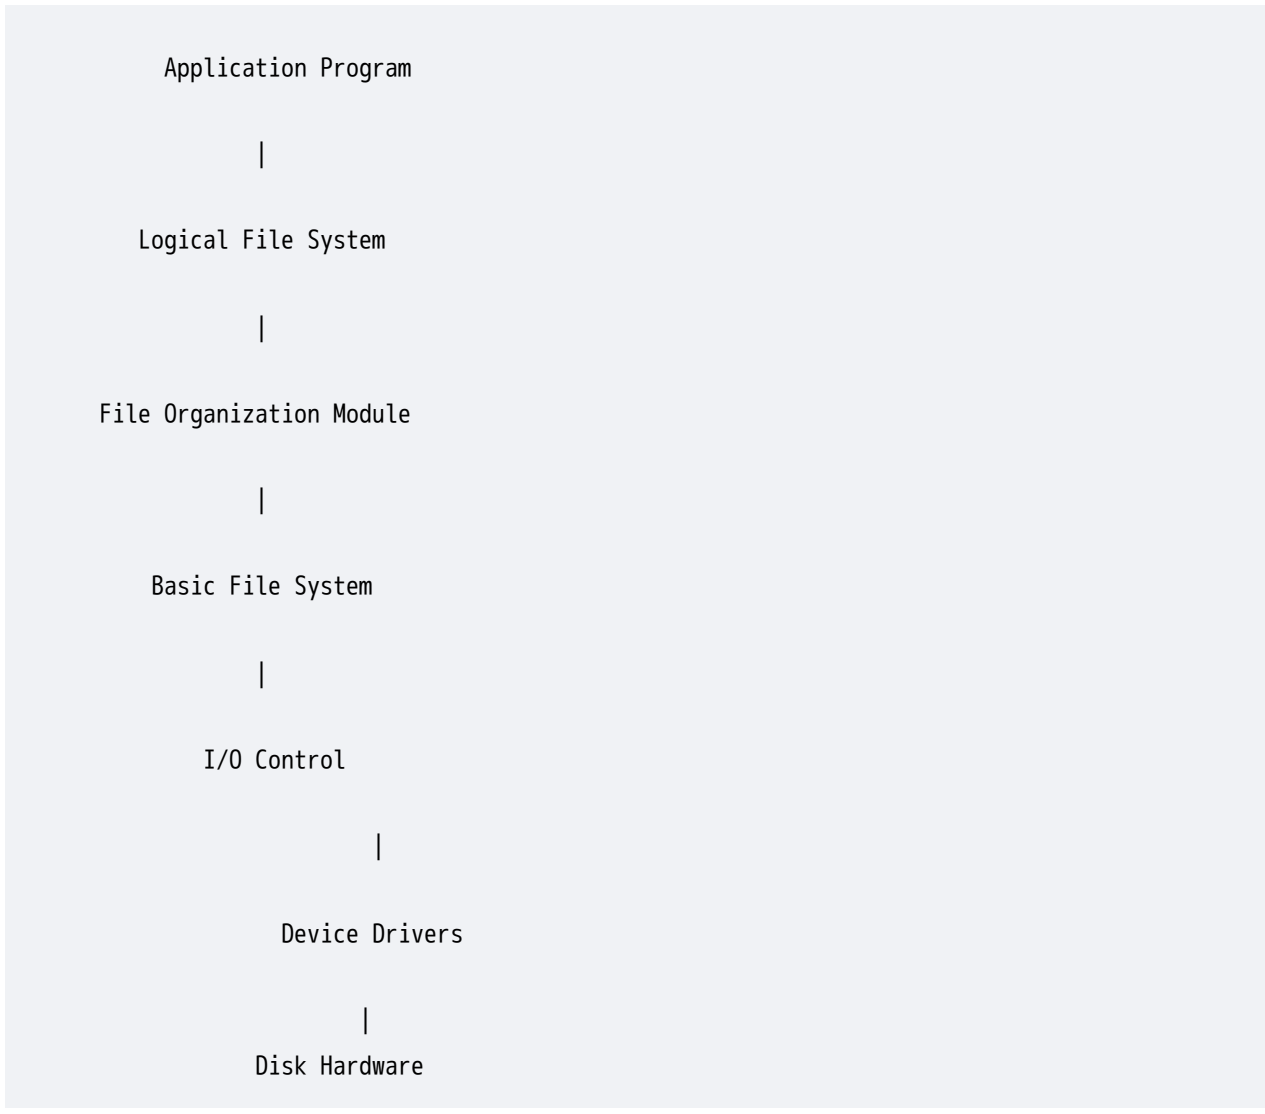 Application Program
|
Logical File System
|
File Organization Module
|
Basic File System
|
I/O Control
|
Device Drivers
|
Disk Hardware